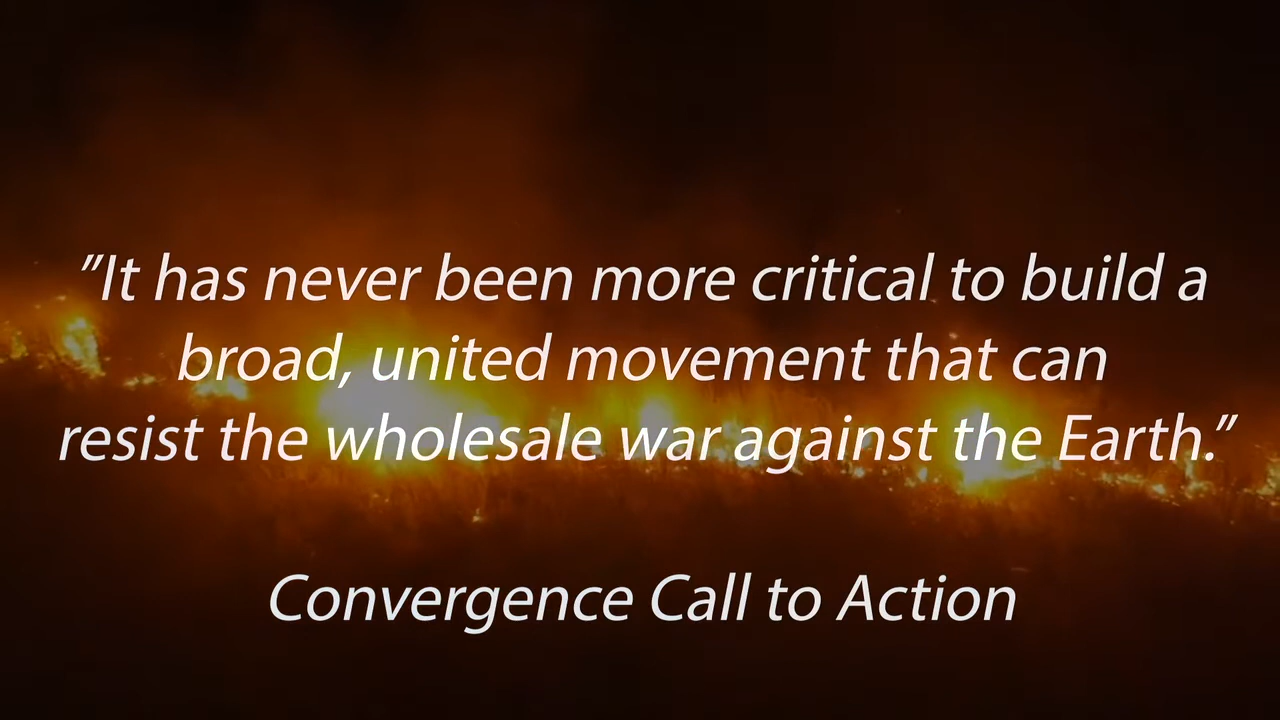 "It has never been more critical to build a
broad, united movement that can
resist the wholesale war against the Earth."
Convergence Call to Action